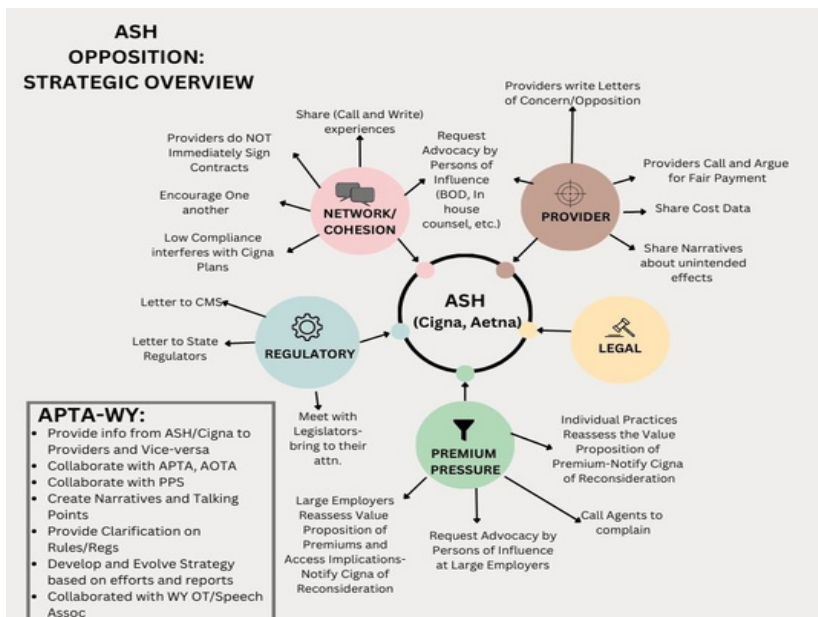 ASH
OPPOSITION:
STRATEGIC OVERVIEW
Share (Call and Write)
experiences
Providers do NOT
Immediately Sign
Contracts
Encourage One
another
Low Compliance
interferes with Cigna
Plans
NETWORK/
COHESION
Request
Advocacy by
Persons of
Influence
(BOD, In
house
counsel, etc.)
Providers write Letters
of Concern/Opposition
PROVIDER
Providers Call and Argue
for Fair Payment
Share Cost Data
Share Narratives
about unintended
effects
ASH
(Cigna, Aetna)
Letter to CMS
Letter to State
Regulators
REGULATORY
LEGAL
Meet with
Legislators-
bring to their
attn.
PREMIUM
PRESSURE
Individual Practices
Reassess the Value
Proposition of
Premium-Notify Cigna
of Reconsideration
Call Agents to
complain
Request Advocacy by
Persons of Influence
at Large Employers
Large Employers
Reassess Value
Proposition of
Premiums and
Access Implications-
Notify Cigna of
Reconsideration
APTA-WY:
• Provide info from ASH/Cigna to
Providers and Vice-versa
• Collaborate with APTA, AOTA
• Collaborate with PPS
• Create Narratives and Talking
Points
• Provide Clarification on
Rules/Regs
• Develop and Evolve Strategy
based on efforts and reports
• Collaborated with WY OT/Speech
Assoc